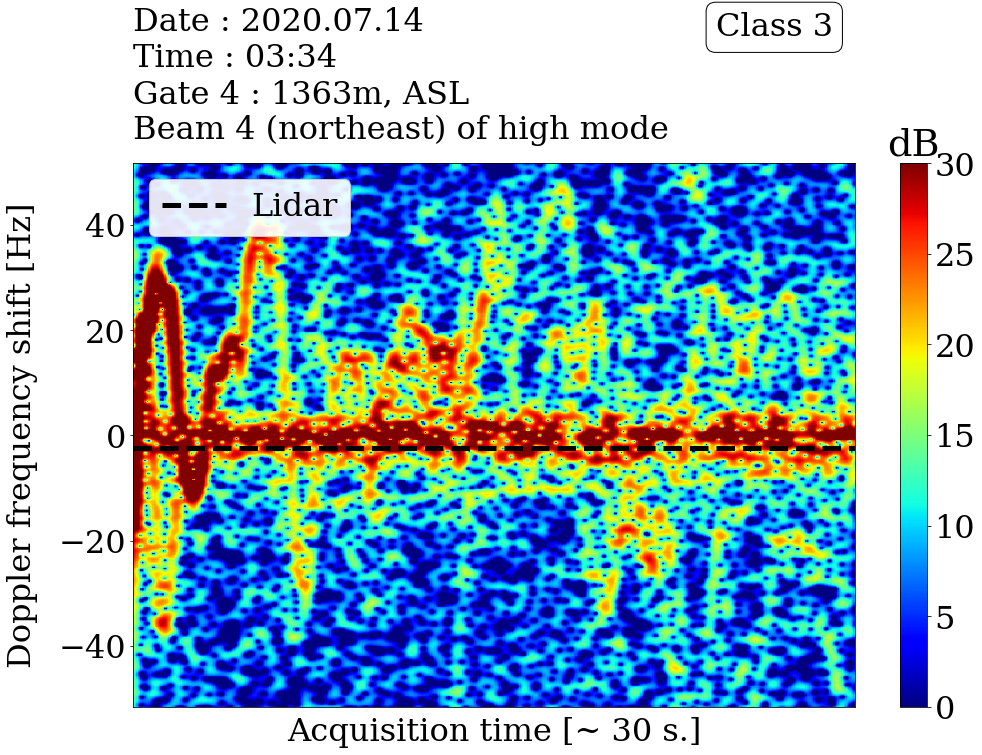 Date : 2020.07.14
Time : 03:34
Gate 4 : 1363m, ASL
Beam 4 (northeast) of high mode
Class 3
dB
Lidar
Doppler frequency shift [Hz]
40
20
0
−20
−40
30
25
20
15
10
5
0
Acquisition time [~ 30 s.]